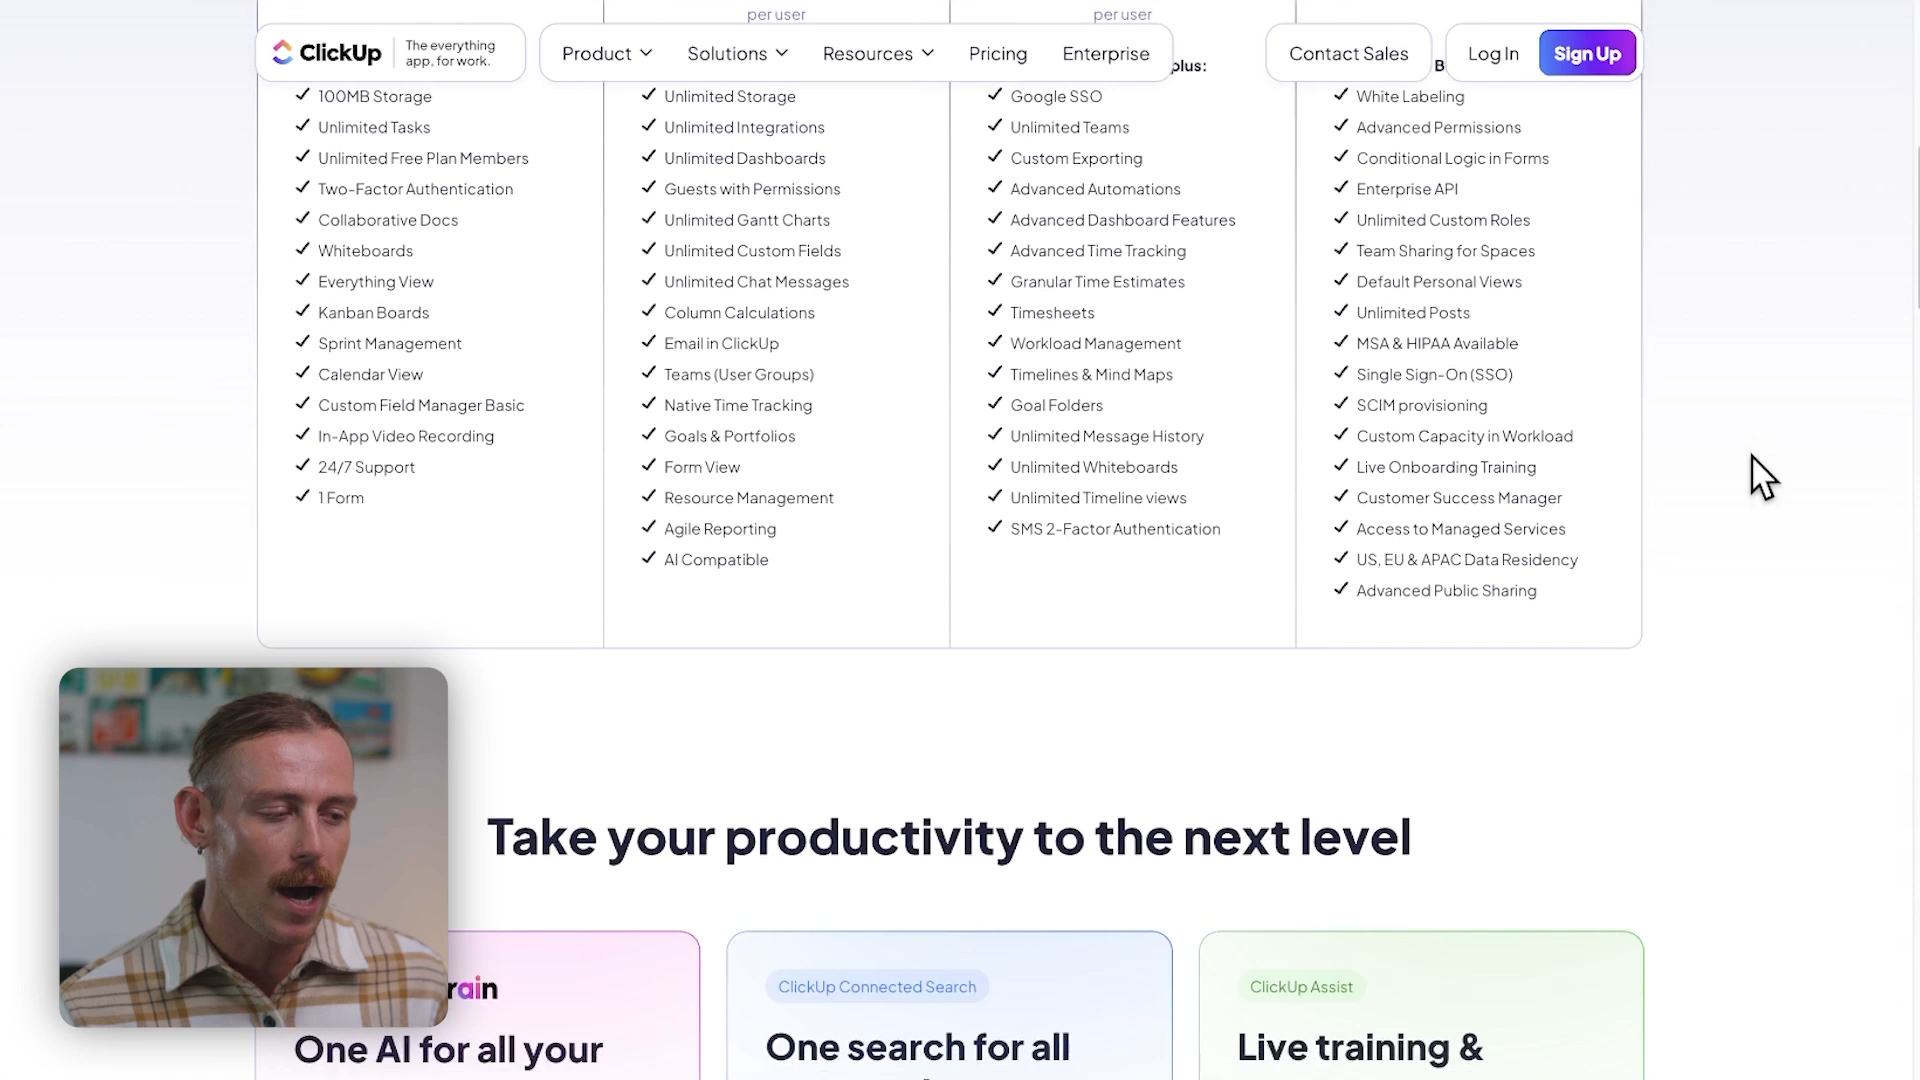 per user
per user
ClickUp
The everything
app, for work.
Product
Solutions
Resources
Pricing
Enterprise
plus:
Contact Sales
B
Log In
Sign Up
100MB Storage
Unlimited Tasks
Unlimited Free Plan Members
Two-Factor Authentication
Collaborative Docs
Whiteboards
Everything View
Kanban Boards
Sprint Management
Calendar View
Custom Field Manager Basic
In-App Video Recording
24/7 Support
1 Form
Unlimited Storage
Unlimited Integrations
Unlimited Dashboards
Guests with Permissions
Unlimited Gantt Charts
Unlimited Custom Fields
Unlimited Chat Messages
Column Calculations
Email in ClickUp
Teams (User Groups)
Native Time Tracking
Goals & Portfolios
Form View
Resource Management
Agile Reporting
AI Compatible
Google SSO
Unlimited Teams
Custom Exporting
Advanced Automations
Advanced Dashboard Features
Advanced Time Tracking
Granular Time Estimates
Timesheets
Workload Management
Timelines & Mind Maps
Goal Folders
Unlimited Message History
Unlimited Whiteboards
Unlimited Timeline views
SMS 2-Factor Authentication
White Labeling
Advanced Permissions
Conditional Logic in Forms
Enterprise API
Unlimited Custom Roles
Team Sharing for Spaces
Default Personal Views
Unlimited Posts
MSA & HIPAA Available
Single Sign-On (SSO)
SCIM provisioning
Custom Capacity in Workload
Live Onboarding Training
Customer Success Manager
Access to Managed Services
US, EU & APAC Data Residency
Advanced Public Sharing
Take your productivity to the next level
rain
One AI for all your
ClickUp Connected Search
One search for all
ClickUp Assist
Live training &